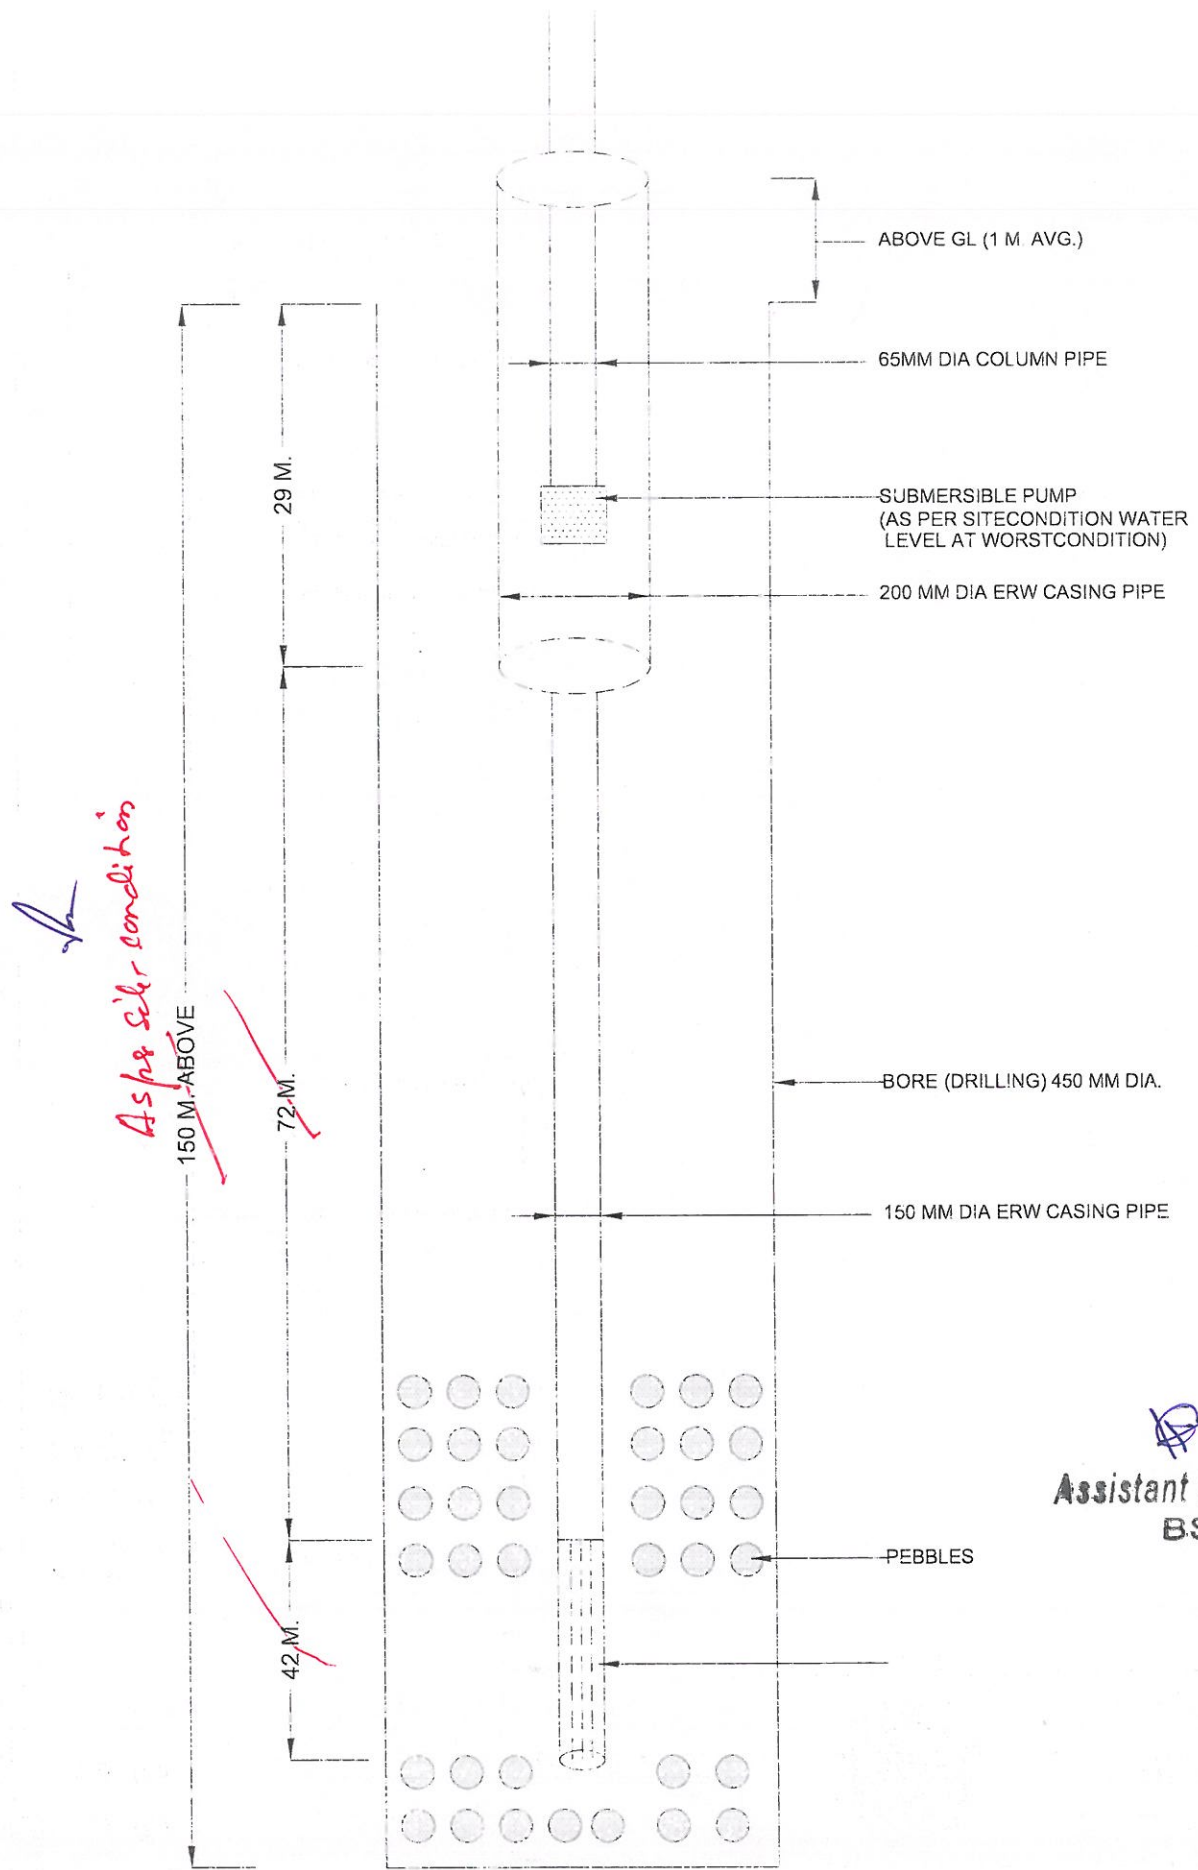 ABOVE GL (1 M. AVG.)
65MM DIA COLUMN PIPE
29 M.
SUBMERSIBLE PUMP
(AS PER SITECONDITION WATER
LEVEL AT WORSTCONDITION)
200 MM DIA ERW CASING PIPE
As per condition
150 M. ABOVE
72 M.
BORE (DRILLING) 450 MM DIA.
150 MM DIA ERW CASING PIPE
Assistant
BS
PEBBLES
42 M.